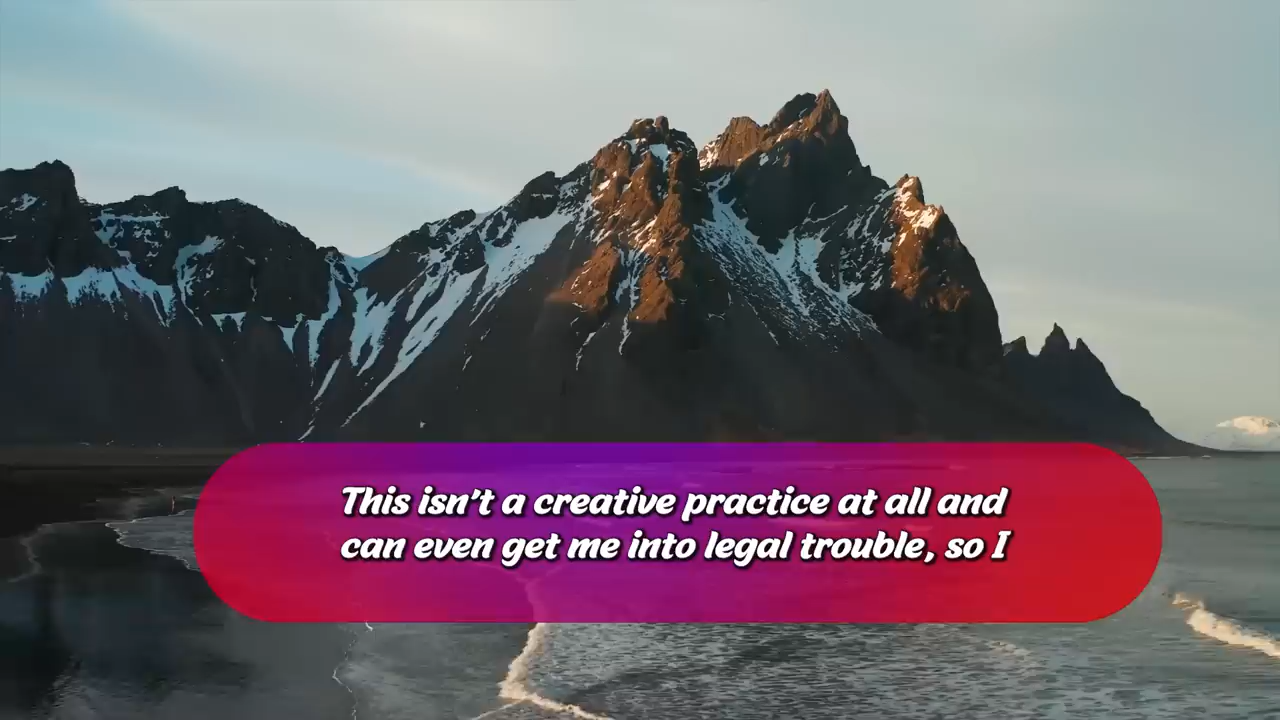 This isn't a creative practice at all and
can even get me into legal trouble, so I